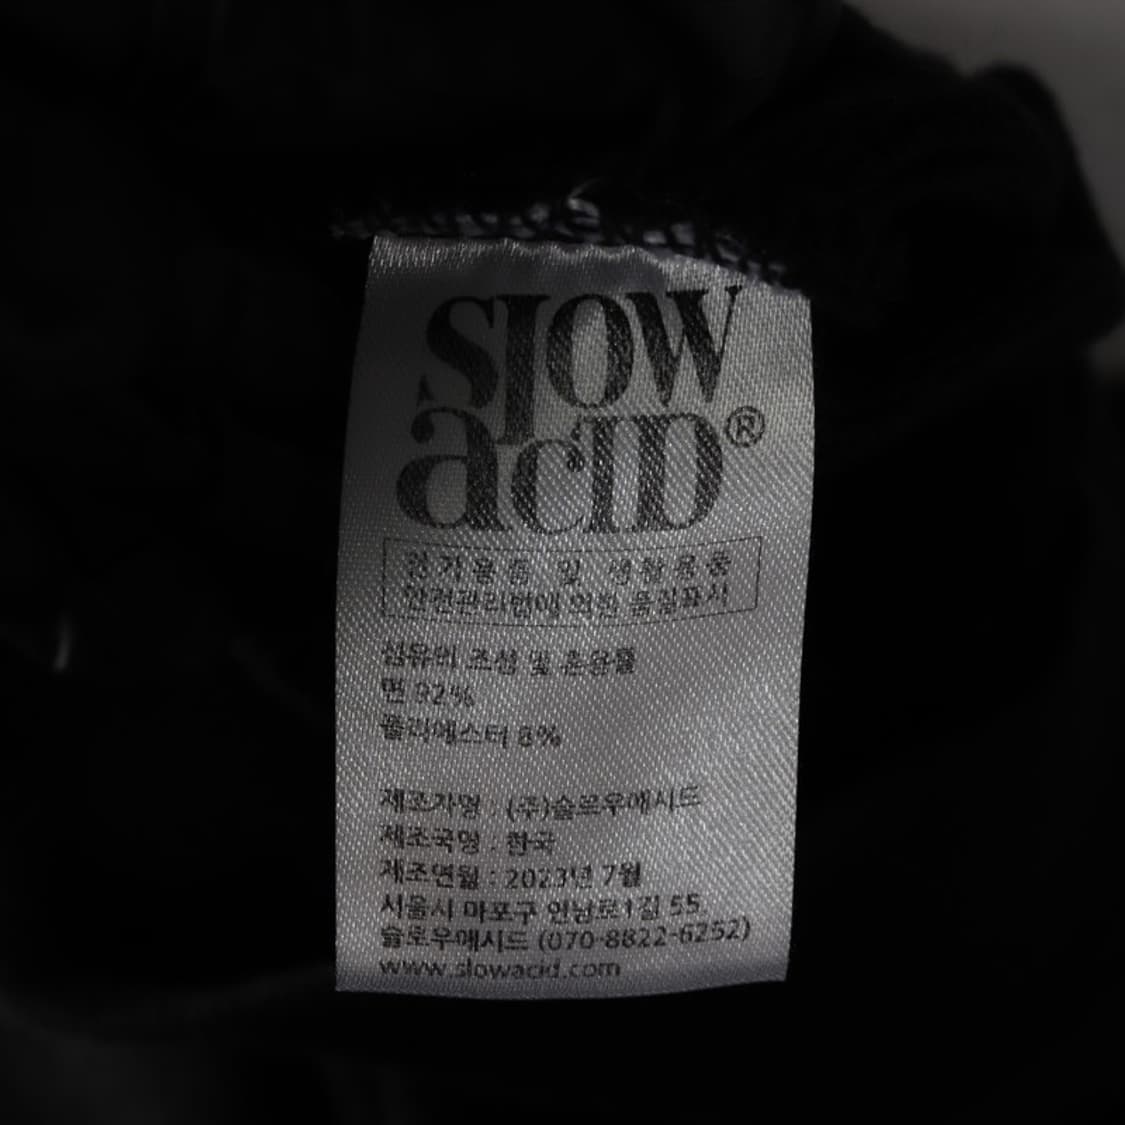 slow
acid®
전기용품 및 생활용품
안전관리법에 의한 품질표시
섬유의 조성 및 혼용률
면 92%
폴리에스터 8%
제조자명 : (주)슬로우애시드
제조국명 : 한국
제조연월 : 2023년 7월
서울시 마포구 연남로1길 55
슬로우애시드 (070-8822-6252)
www.slowacid.com